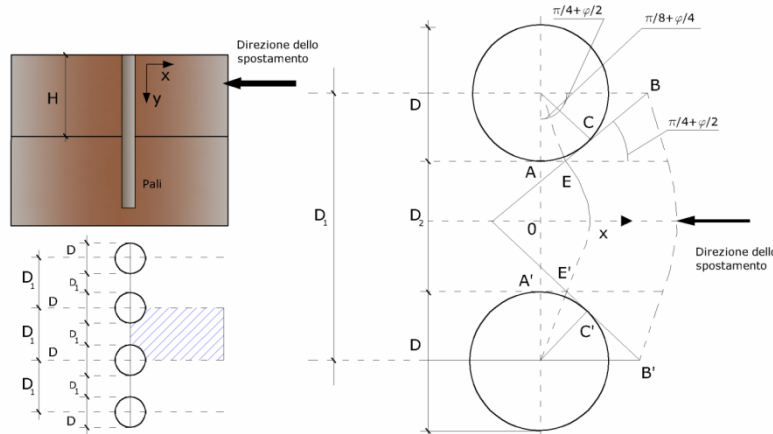 Direzione dello
spostamento
H
x
y
Pali
D
D1
D1
D
D1
D1
D
D1
D1
D
π/4+φ/2
π/8+φ/4
D
B
C
π/4+φ/2
A
E
D1
D2
0
x
Direzione dello
spostamento
A'
E'
C'
D
B'